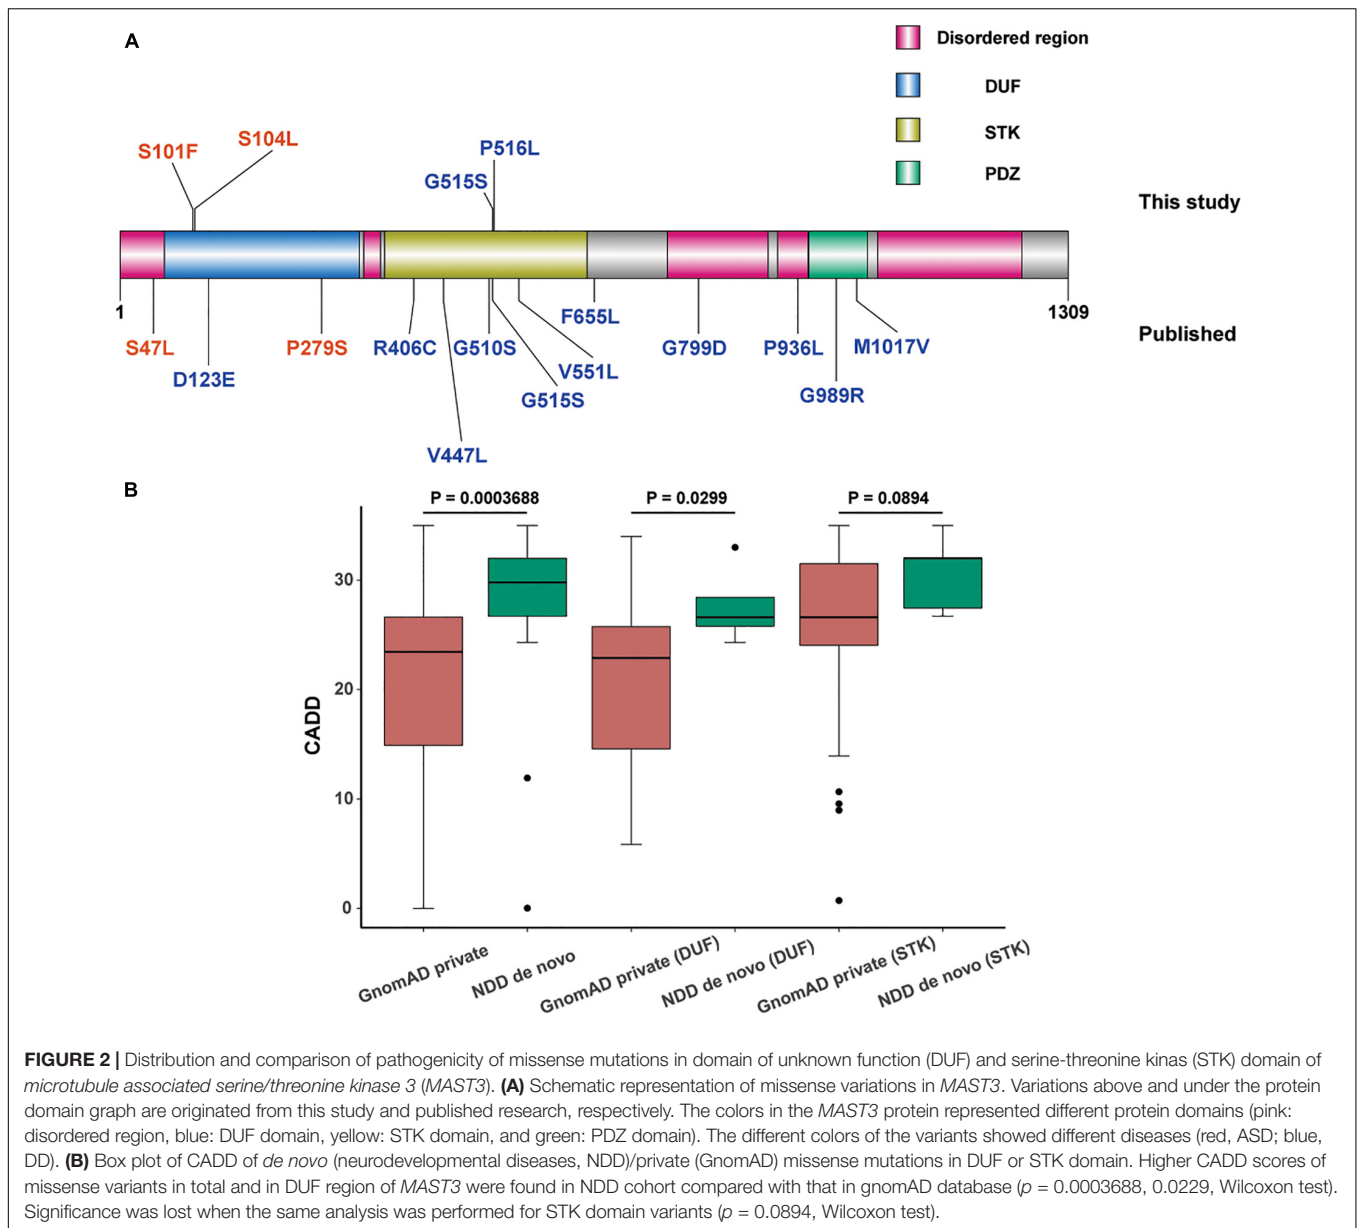 A
Disordered region
DUF
STK
PDZ
S101F
S104L
P516L
G515S
This study
1
1309
Published
S47L
D123E
P279S
R406C
G510S
F655L
V551L
G515S
V447L
G799D
P936L
M1017V
G989R
B
P = 0.0003688
P = 0.0299
P = 0.0894
CADD
30
20
10
0
GnomAD private
NDD de novo
GnomAD private (DUF)
NDD de novo (DUF)
GnomAD private (STK)
NDD de novo (STK)
FIGURE 2 | Distribution and comparison of pathogenicity of missense mutations in domain of unknown function (DUF) and serine-threonine kinas (STK) domain of
microtubule associated serine/threonine kinase 3 (MAST3). (A) Schematic representation of missense variations in MAST3. Variations above and under the protein
domain graph are originated from this study and published research, respectively. The colors in the MAST3 protein represented different protein domains (pink:
disordered region, blue: DUF domain, yellow: STK domain, and green: PDZ domain). The different colors of the variants showed different diseases (red, ASD; blue,
DD). (B) Box plot of CADD of de novo (neurodevelopmental diseases, NDD)/private (GnomAD) missense mutations in DUF or STK domain. Higher CADD scores of
missense variants in total and in DUF region of MAST3 were found in NDD cohort compared with that in gnomAD database (p = 0.0003688, 0.0229, Wilcoxon test).
Significance was lost when the same analysis was performed for STK domain variants (p = 0.0894, Wilcoxon test).